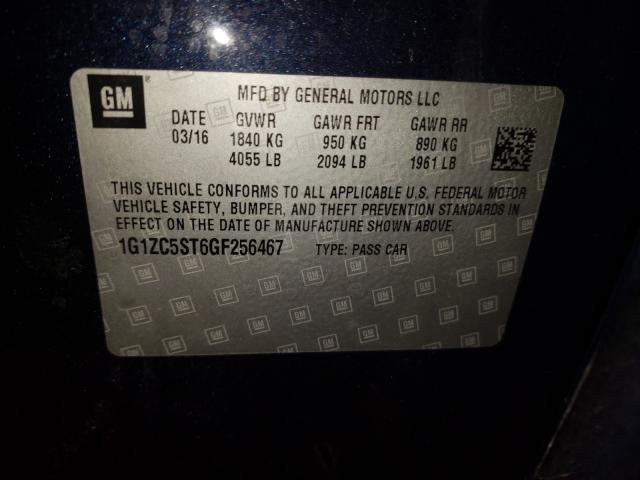 GM
MFD BY GENERAL MOTORS LLC
DATE GVWR GAWR FRT GAWR RR
03/16 1840 KG 950 KG 890 KG
4055 LB 2094 LB 1961 LB
THIS VEHICLE CONFORMS TO ALL APPLICABLE U.S. FEDERAL MOTOR
VEHICLE SAFETY, BUMPER, AND THEFT PREVENTION STANDARDS IN
EFFECT ON THE DATE OF MANUFACTURE SHOWN ABOVE.
1G1ZC5ST6GF256467 TYPE: PASS CAR